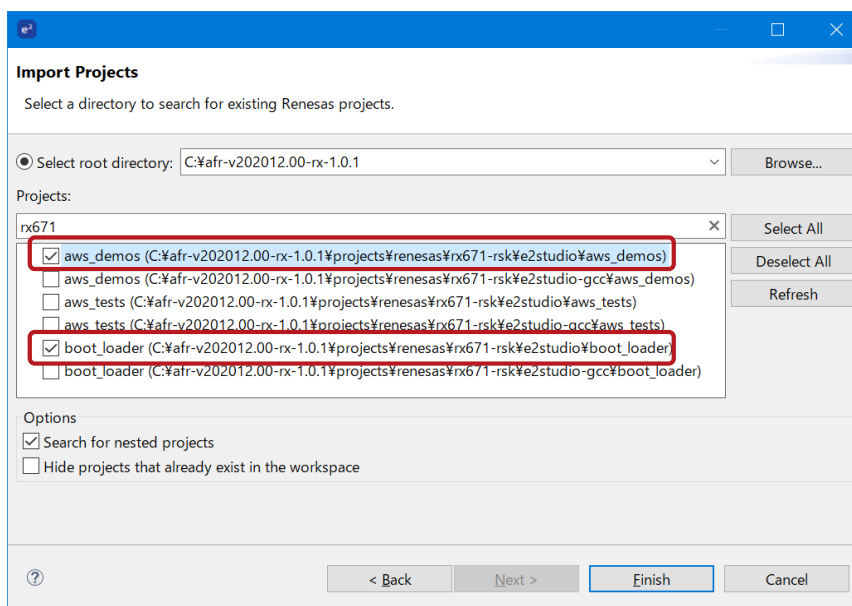 e²
Import Projects
Select a directory to search for existing Renesas projects.
Select root directory: C:¥afr-v202012.00-rx-1.0.1 Browse...
Projects:
rx671 Select All
aws_demos (C:¥afr-v202012.00-rx-1.0.1¥projects¥renesas¥rx671-rsk¥e2studio¥aws_demos)
Deselect All
aws_demos (C:¥afr-v202012.00-rx-1.0.1¥projects¥renesas¥rx671-rsk¥e2studio-gcc¥aws_demos)
Refresh
aws_tests (C:¥afr-v202012.00-rx-1.0.1¥projects¥renesas¥rx671-rsk¥e2studio¥aws_tests)
aws_tests (C:¥afr-v202012.00-rx-1.0.1¥projects¥renesas¥rx671-rsk¥e2studio-gcc¥aws_tests)
boot_loader (C:¥afr-v202012.00-rx-1.0.1¥projects¥renesas¥rx671-rsk¥e2studio¥boot_loader)
boot_loader (C:¥afr-v202012.00-rx-1.0.1¥projects¥renesas¥rx671-rsk¥e2studio-gcc¥boot_loader)
Options
Search for nested projects
Hide projects that already exist in the workspace
? < Back Next > Finish Cancel